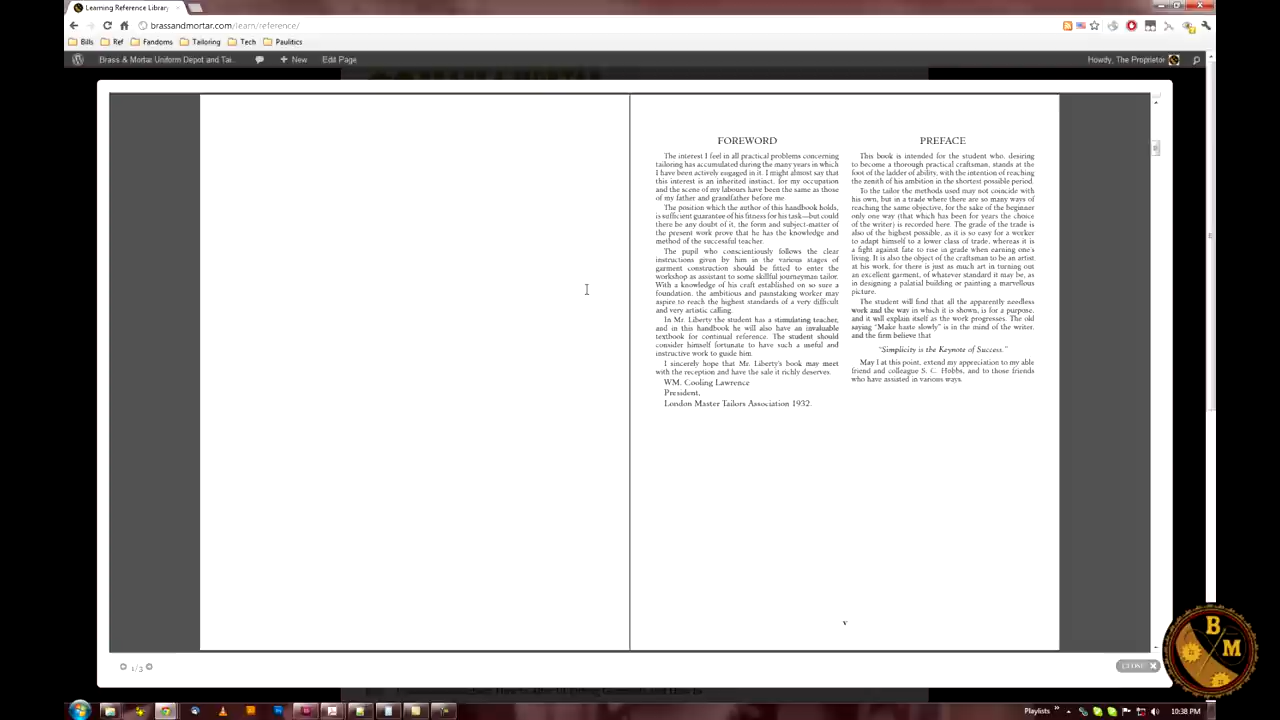 Learning Reference Library
brassandmortar.com/learn/reference/
Bills Ref Fandoms Tailoring Tech Paulitics
Brass & Mortar Uniform Depot and Tai... + New Edit Page Howdy, The Proprietor
FOREWORD
The interest I feel in all practical problems concerning
tailoring has accumulated during the many years in which
I have been actively engaged in it. I might almost say that
this interest is an inherited instinct, for my occupation
and the scene of my labours have been the same as those
of my father and grandfather before me.
The position which the author of this handbook holds,
is sufficient guarantee of his fitness for his task—but could
there be any doubt of it, the form and subject-matter of
the present work prove that he has the knowledge and
method of the successful teacher.
The pupil who conscientiously follows the clear
instructions given by him in the various stages of
garment construction should be fitted to enter the
workshop as assistant to some skillful journeyman tailor.
With a knowledge of his craft established on so sure a
foundation, the ambitious and painstaking worker may
aspire to reach the highest standards of a very difficult
and very artistic calling.
In Mr. Liberty the student has a stimulating teacher,
and in this handbook he will also have an invaluable
textbook for continual reference. The student should
consider himself fortunate to have such a useful and
instructive work to guide him.
I sincerely hope that Mr. Liberty's book may meet
with the reception and have the sale it richly deserves.
WM. Cooling Lawrence
President,
London Master Tailors Association 1932.
PREFACE
This book is intended for the student who, desiring
to become a thorough practical craftsman, stands at the
foot of the ladder of ability, with the intention of reaching
the zenith of his ambition in the shortest possible period.
To the tailor the methods used may not coincide with
his own, but in a trade where there are so many ways of
reaching the same objective, for the sake of the beginner
only one way (that which has been for years the choice
of the writer) is recorded here. The grade of the trade is
also of the highest possible, as it is so easy for a worker
to adapt himself to a lower class of trade, whereas it is
a fight against fate to rise in grade when earning one's
living. It is also the object of the craftsman to be an artist
at his work, for there is just as much art in turning out
an excellent garment, of whatever standard it may be, as
in designing a palatial building or painting a marvellous
picture.
The student will find that all the apparently needless
work and the way in which it is shown, is for a purpose,
and it will explain itself as the work progresses. The old
saying "Make haste slowly" is in the mind of the writer,
and the firm believe that
"Simplicity is the Keynote of Success."
May I at this point, extend my appreciation to my able
friend and colleague S. C. Hobbs, and to those friends
who have assisted in various ways.
v
1/3
CLOSE X
B
M
Playlists 10:38 PM